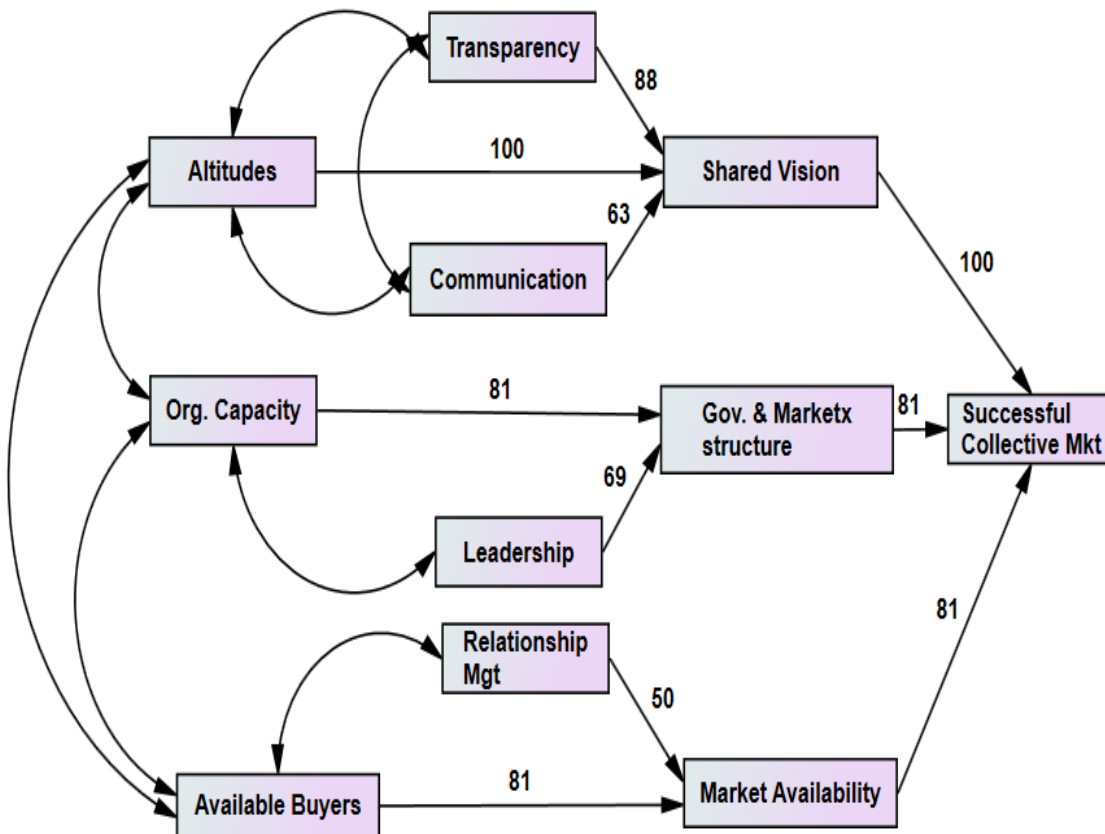 Transparency
88
Altitudes
100
Shared Vision
63
Communication
100
Org. Capacity
81
Gov. & Marketx
structure
81
Successful
Collective Mkt
69
Leadership
81
Relationship
Mgt
50
Available Buyers
81
Market Availability